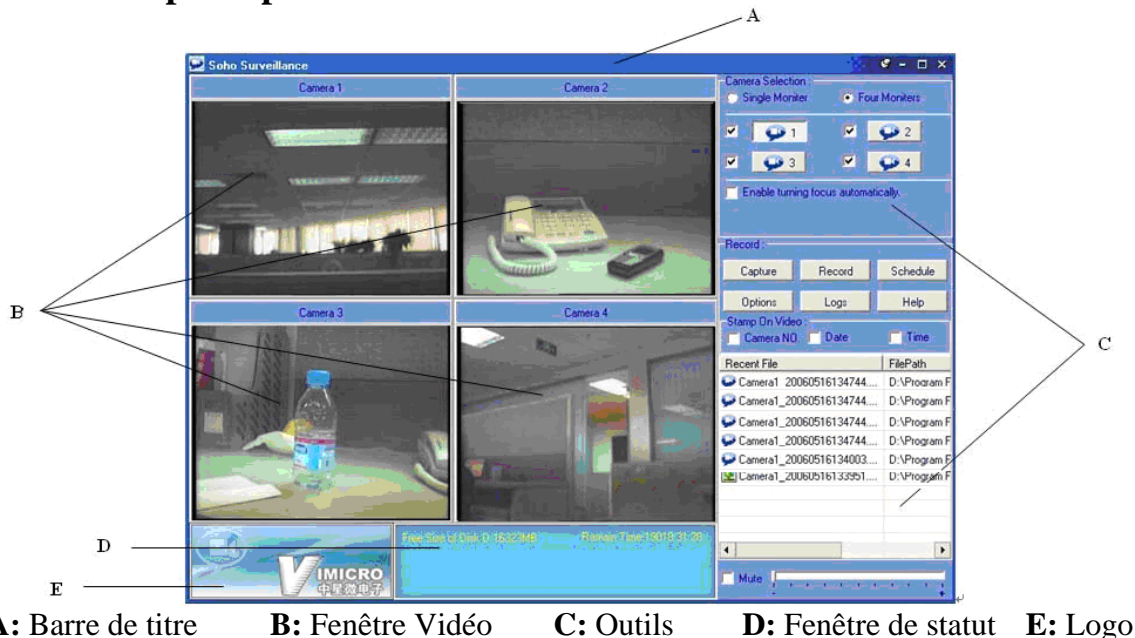 A
Soho Surveillance
Camera 1
Camera 2
Camera Selection :
Single Moniter
Four Moniters
1
2
3
4
Enable turning focus automatically.
Record :
Capture
Record
Schedule
B
Camera 3
Camera 4
Options
Logs
Help
Stamp On Video :
Camera NO.
Date
Time
C
Recent File
FilePath
Camera1_20060516134744....
D:\Program F
Camera1_20060516134744....
D:\Program F
Camera1_20060516134744....
D:\Program F
Camera1_20060516134744....
D:\Program F
Camera1_20060516134003....
D:\Program F
Camera1_20060516133951....
D:\Program F
D
Free Size of Disk D: 16323MB
Remain Time:
E
VIMICRO
中星微电子
Mute
- +
A: Barre de titre B: Fenêtre Vidéo C: Outils D: Fenêtre de statut E: Logo